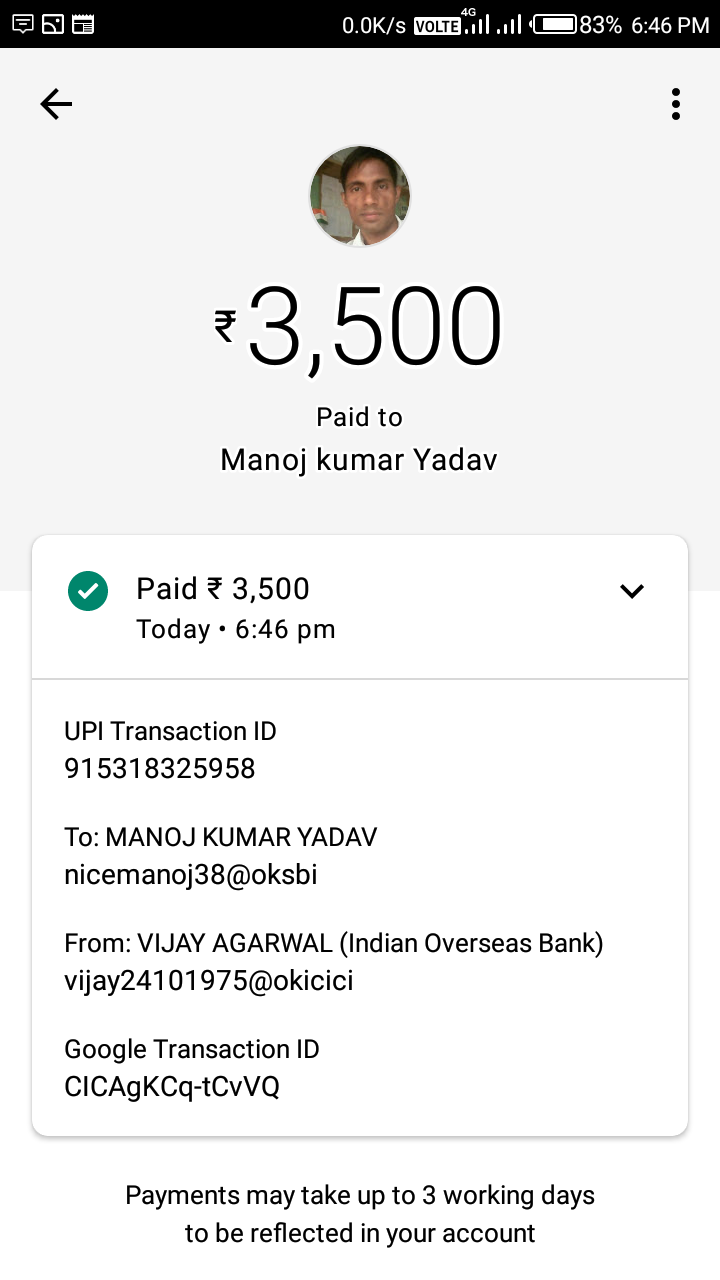 0.0K/s VOLTE 4G 83% 6:46 PM
₹3,500
Paid to
Manoj kumar Yadav
Paid ₹ 3,500
Today • 6:46 pm
UPI Transaction ID
915318325958
To: MANOJ KUMAR YADAV
nicemanoj38@oksbi
From: VIJAY AGARWAL (Indian Overseas Bank)
vijay24101975@okicici
Google Transaction ID
CICAgKCq-tCvVQ
Payments may take up to 3 working days
to be reflected in your account